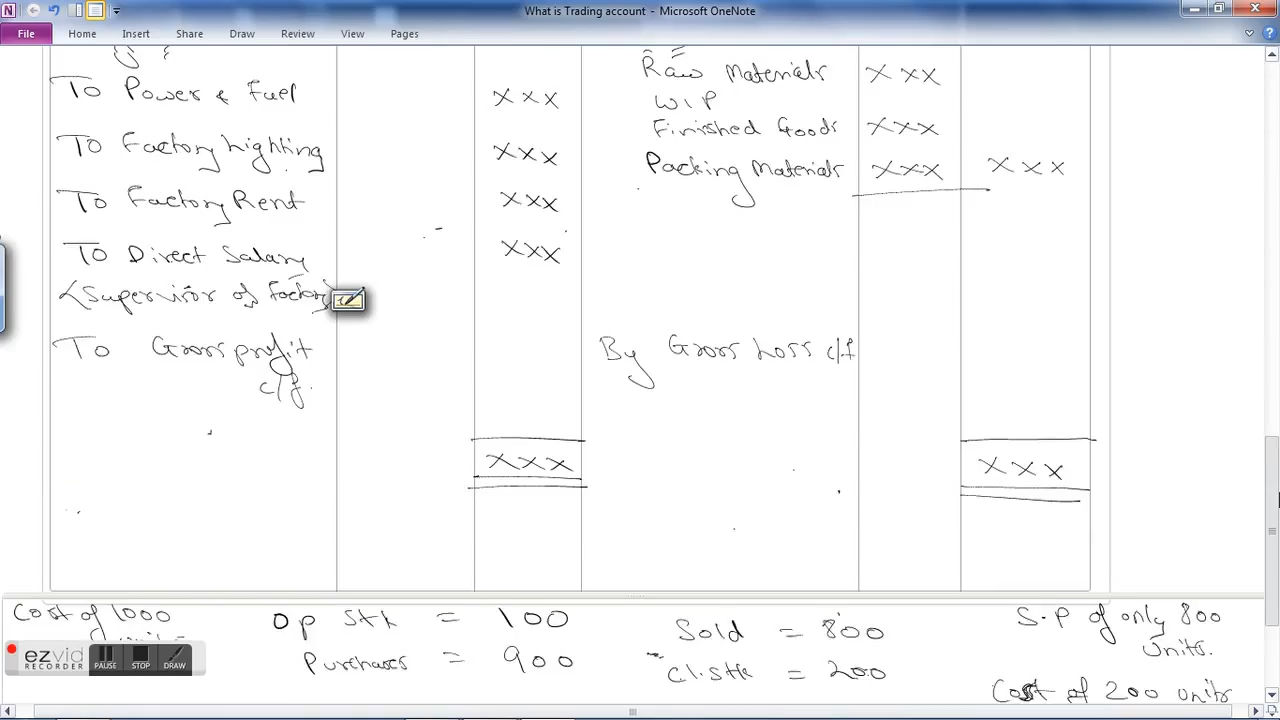 What is Trading account - Microsoft OneNote
File Home Insert Share Draw Review View Pages
To Power & Fuel XXX
To Factory Lighting XXX
To Factory Rent XXX
To Direct Salary XXX
(Supervisor of Factory)
To Gross profit
c/f.
XXX
Raw Materials XXX
WIP
Finished Goods XXX
Packing Materials XXX XXX
By Gross Loss c/f
XXX
Cost of 1000
units
Op Stk = 100
Purchases = 900
Sold = 800
Cl. Stk = 200
S.P of only 800
Units.
Cost of 200 units
ezvid
RECORDER
PAUSE STOP DRAW